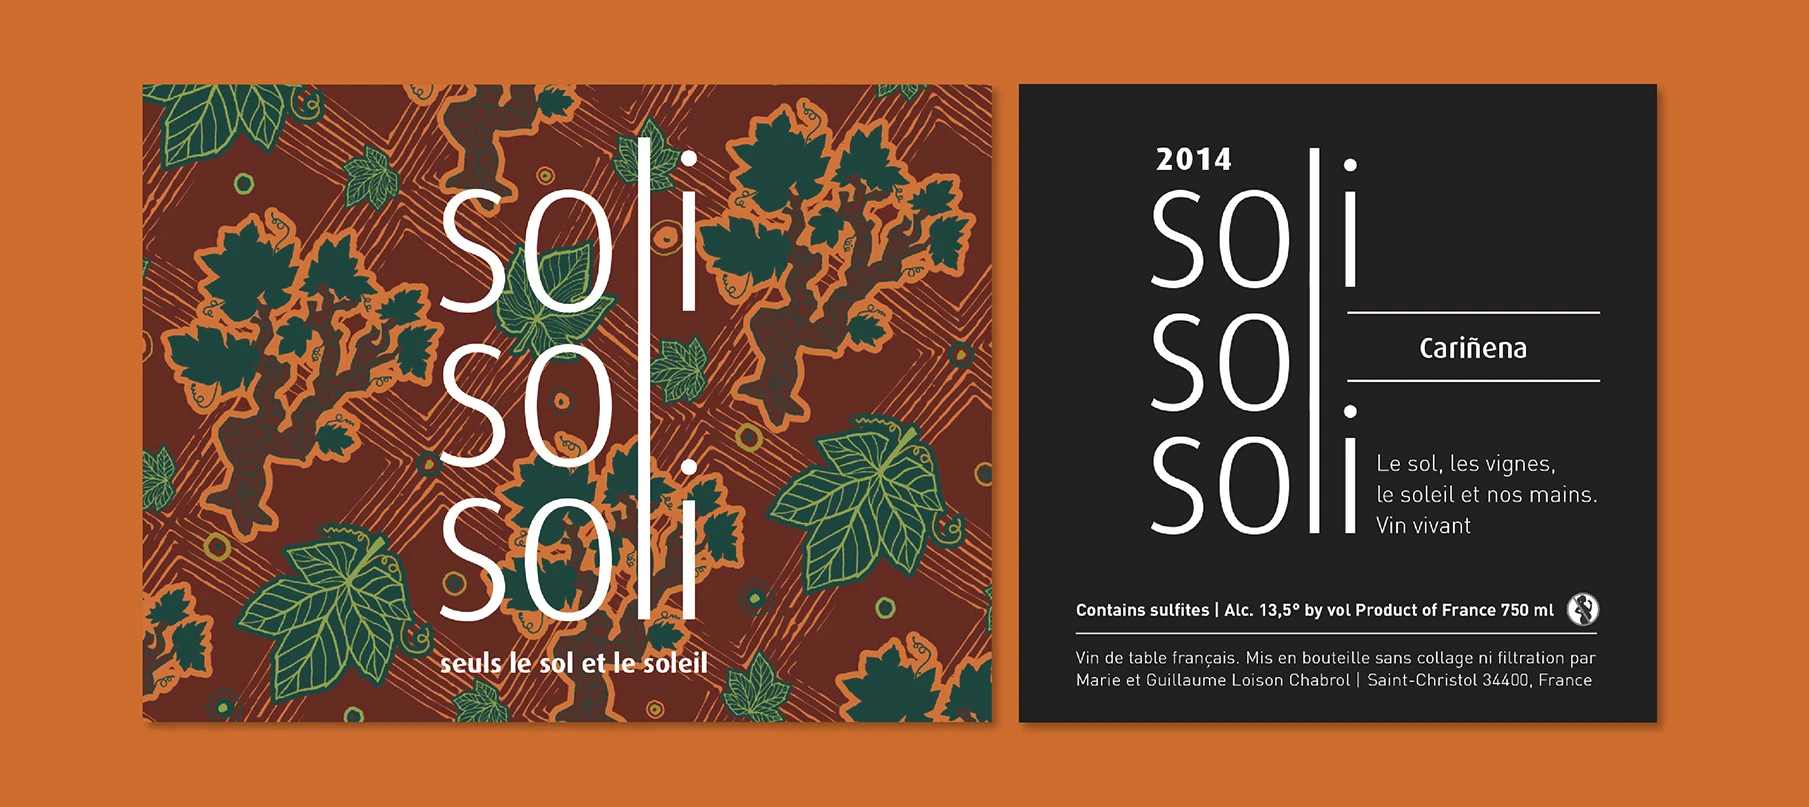 soli
so
soli
seuls le sol et le soleil
2014
soli
so
soli
Cariñena
Le sol, les vignes,
le soleil et nos mains.
Vin vivant
Contains sulfites | Alc. 13,5° by vol Product of France 750 ml
Vin de table français. Mis en bouteille sans collage ni filtration par
Marie et Guillaume Loison Chabrol | Saint-Christol 34400, France